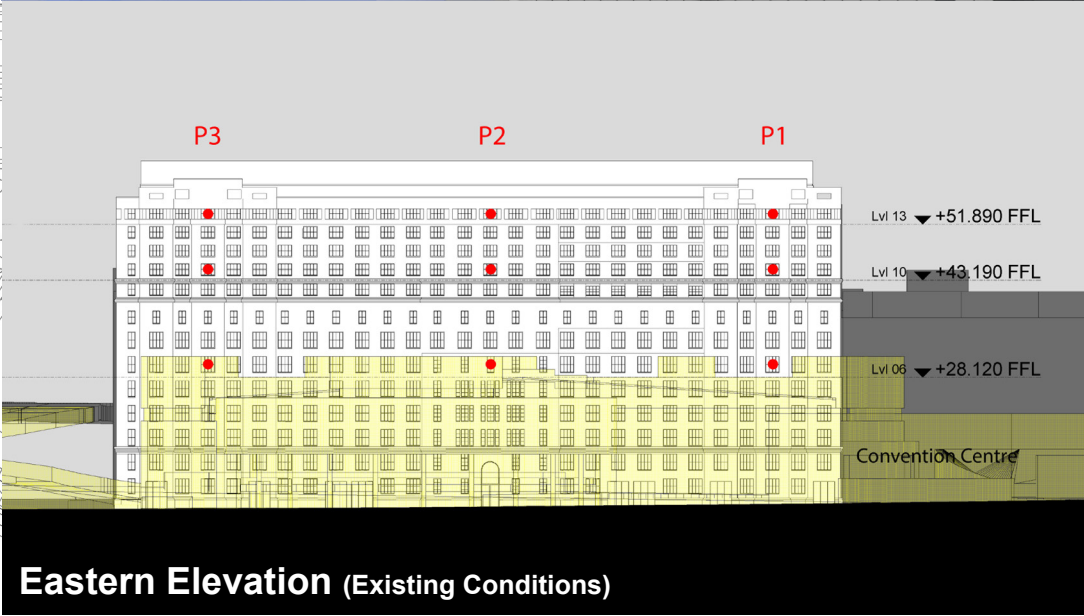 P3 P2 P1
Lvl 13 +51.890 FFL
Lvl 10 +43.190 FFL
Lvl 06 +28.120 FFL
Convention Centre
Eastern Elevation (Existing Conditions)